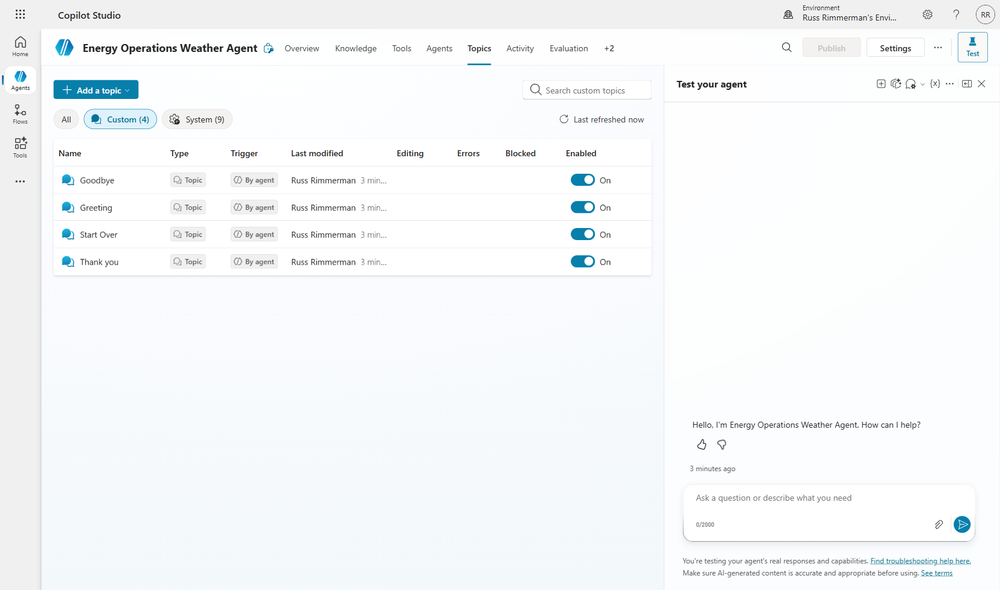 Copilot Studio
Environment
Russ Rimmerman's Envi...
RR
Home
Agents
Flows
Tools
Energy Operations Weather Agent
Overview
Knowledge
Tools
Agents
Topics
Activity
Evaluation
+2
Publish
Settings
Test
Add a topic
Search custom topics
All
Custom (4)
System (9)
Last refreshed now
Name Type Trigger Last modified Editing Errors Blocked Enabled
Goodbye Topic By agent Russ Rimmerman 3 min... On
Greeting Topic By agent Russ Rimmerman 3 min... On
Start Over Topic By agent Russ Rimmerman 3 min... On
Thank you Topic By agent Russ Rimmerman 3 min... On
Test your agent
{x}
Hello, I'm Energy Operations Weather Agent. How can I help?
3 minutes ago
Ask a question or describe what you need
0/2000
You're testing your agent's real responses and capabilities. Find troubleshooting help here.
Make sure AI-generated content is accurate and appropriate before using. See terms